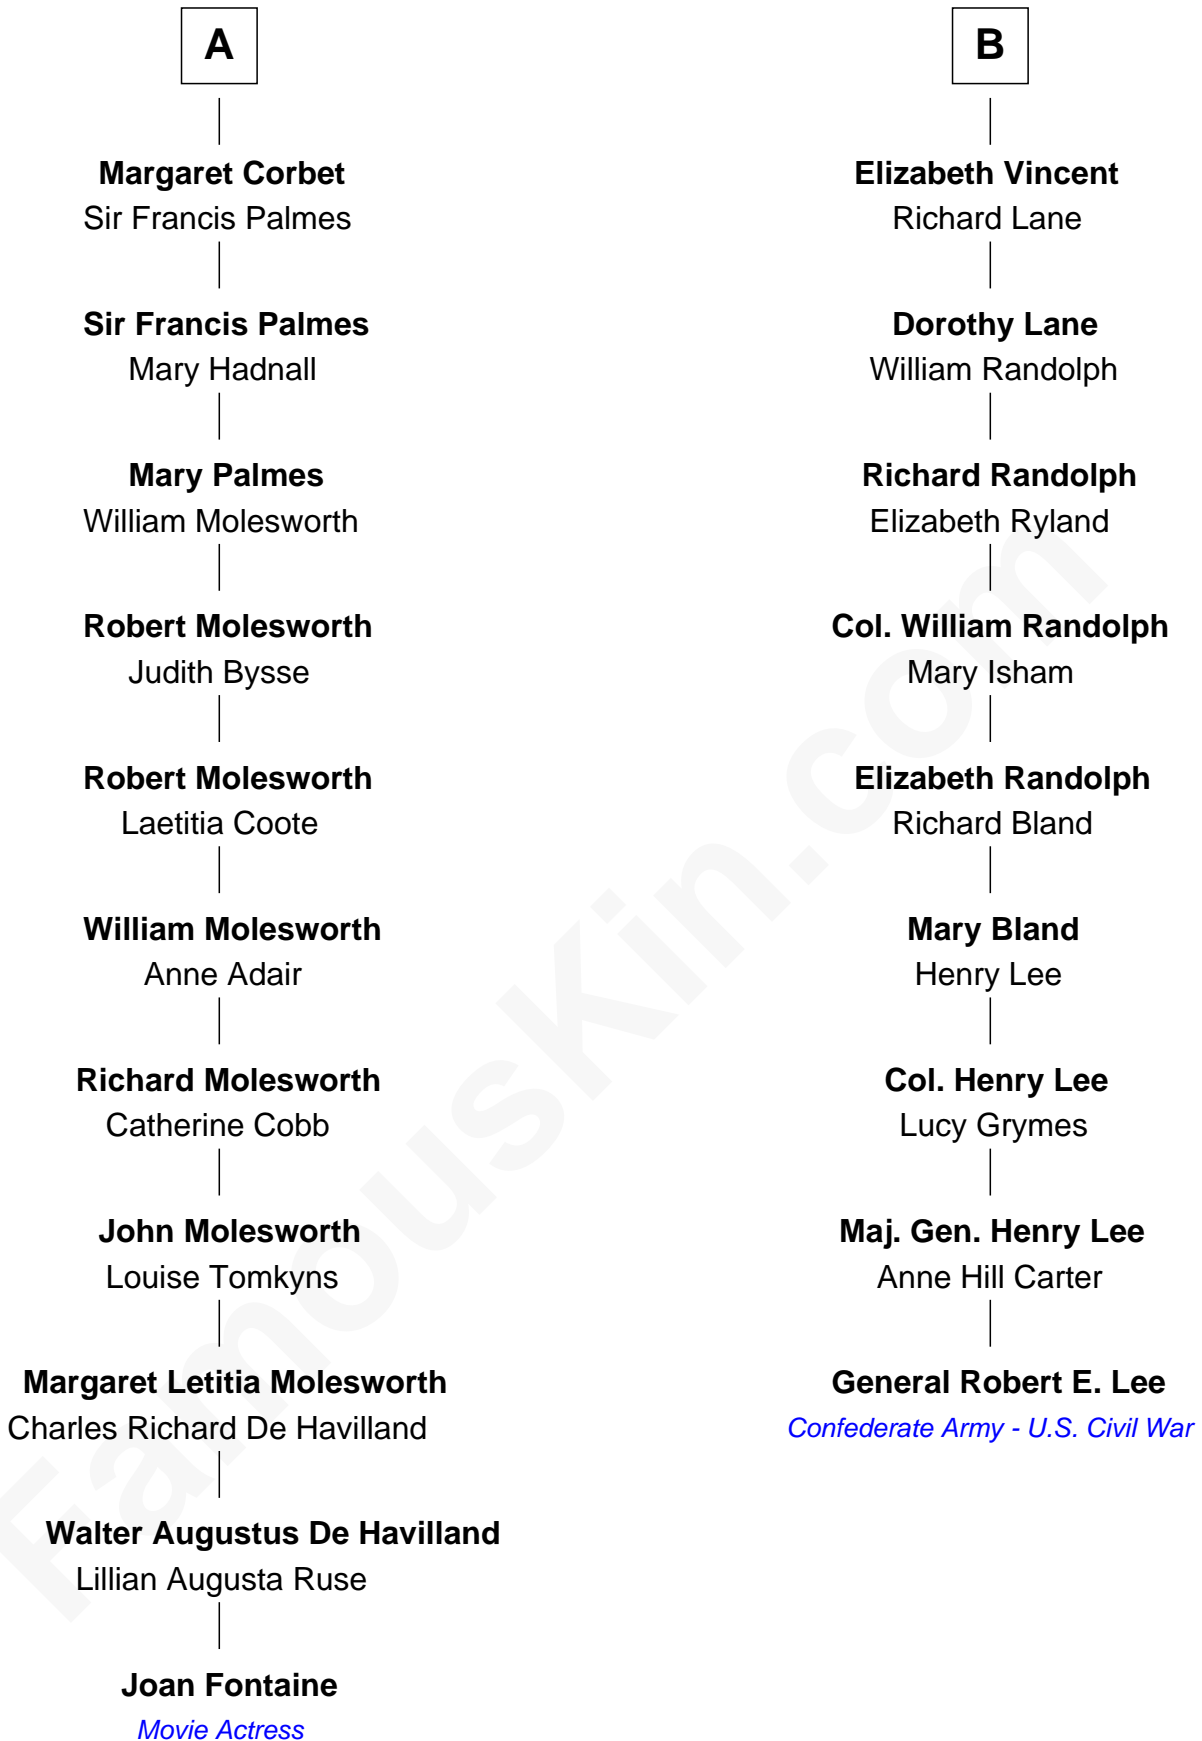 A
Margaret Corbet
Sir Francis Palmes
Sir Francis Palmes
Mary Hadnall
Mary Palmes
William Molesworth
Robert Molesworth
Judith Bysse
Robert Molesworth
Laetitia Coote
William Molesworth
Anne Adair
Richard Molesworth
Catherine Cobb
John Molesworth
Louise Tomkyns
Margaret Letitia Molesworth
Charles Richard De Havilland
Walter Augustus De Havilland
Lillian Augusta Ruse
Joan Fontaine
Movie Actress
B
Elizabeth Vincent
Richard Lane
Dorothy Lane
William Randolph
Richard Randolph
Elizabeth Ryland
Col. William Randolph
Mary Isham
Elizabeth Randolph
Richard Bland
Mary Bland
Henry Lee
Col. Henry Lee
Lucy Grymes
Maj. Gen. Henry Lee
Anne Hill Carter
General Robert E. Lee
Confederate Army - U.S. Civil War
FamousKin.com